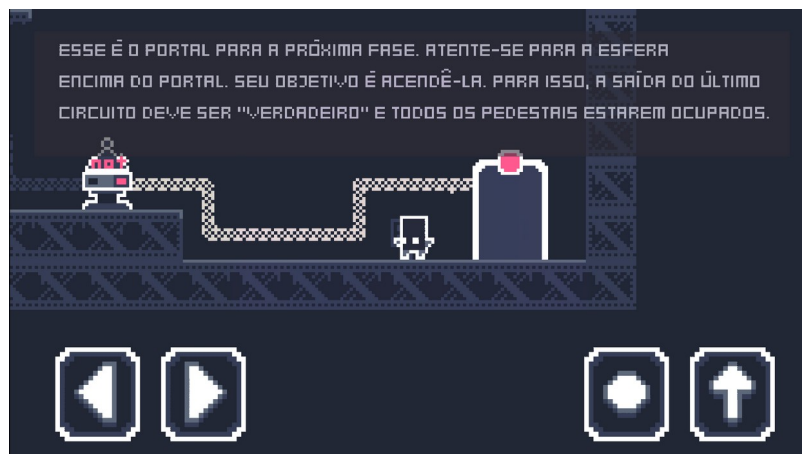 ESSE É O PORTAL PARA A PRÓXIMA FASE. ATENTE-SE PARA A ESFERA
ENCIMA DO PORTAL. SEU OBJETIVO É ACENDÊ-LA. PARA ISSO, A SAÍDA DO ÚLTIMO
CIRCUITO DEVE SER "VERDADEIRO" E TODOS OS PEDESTAIS ESTAREM OCUPADOS.
not